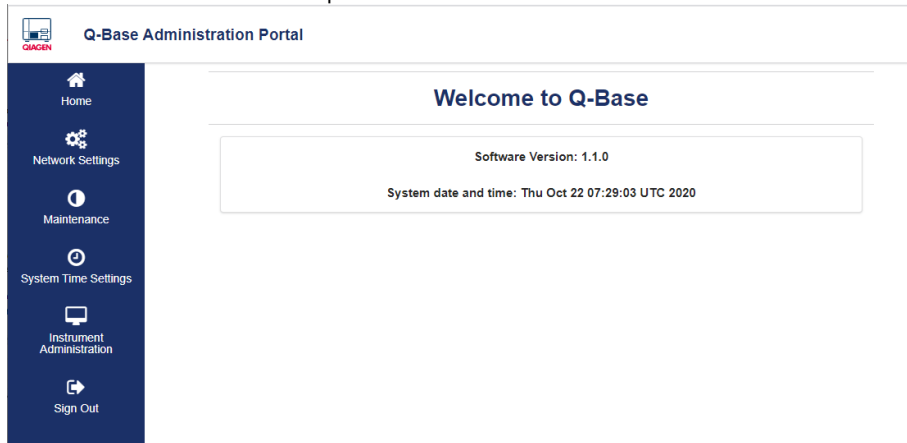 QIAGEN
Q-Base Administration Portal
Home
Network Settings
Maintenance
System Time Settings
Instrument
Administration
Sign Out
Welcome to Q-Base
Software Version: 1.1.0
System date and time: Thu Oct 22 07:29:03 UTC 2020